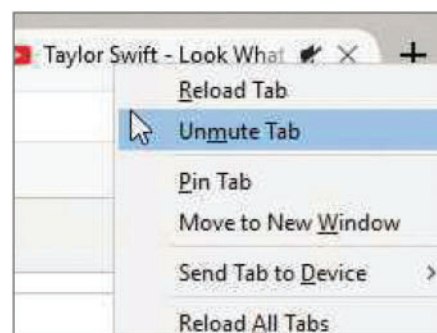 Taylor Swift - Look What
Reload Tab
Unmute Tab
Pin Tab
Move to New Window
Send Tab to Device
Reload All Tabs